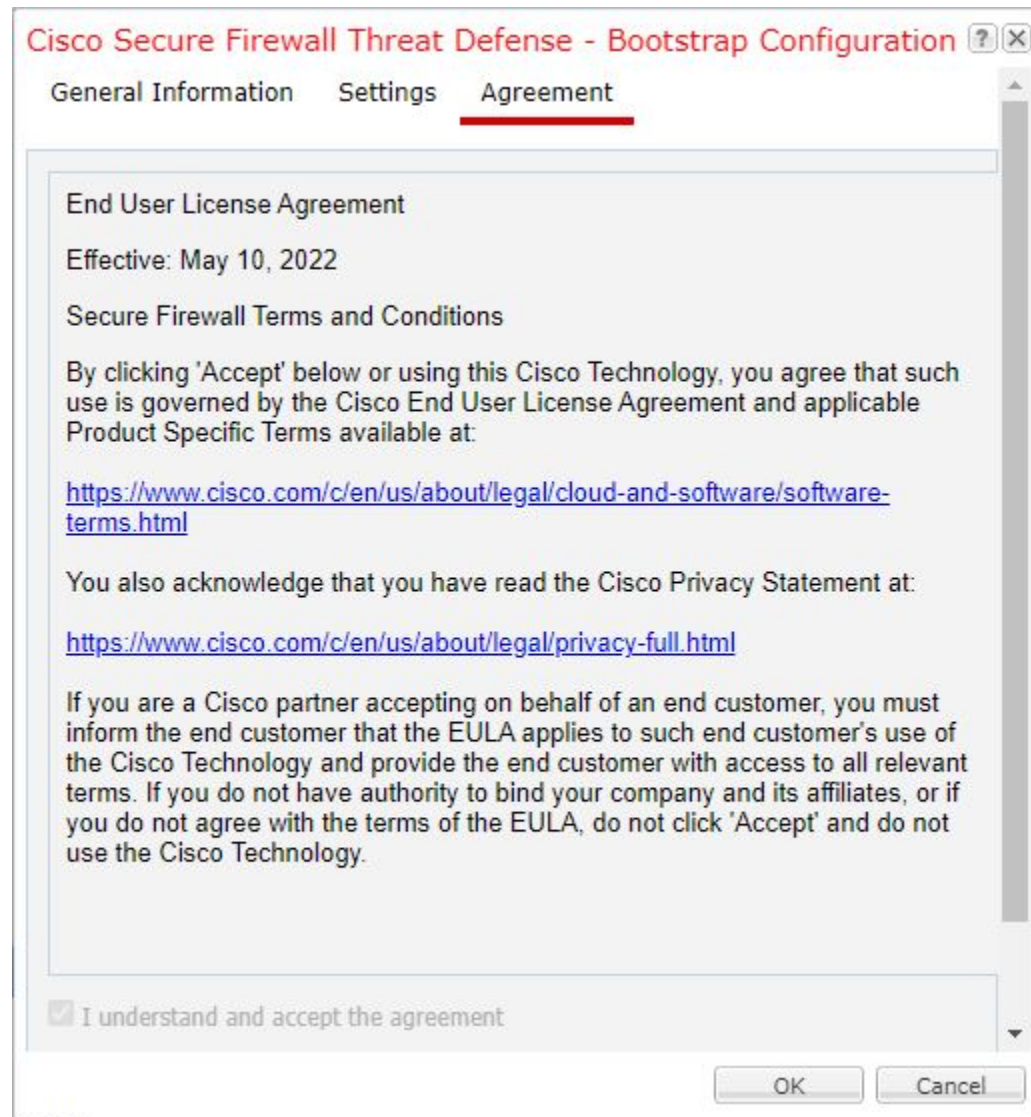 Cisco Secure Firewall Threat Defense - Bootstrap Configuration
General Information Settings Agreement
End User License Agreement
Effective: May 10, 2022
Secure Firewall Terms and Conditions
By clicking 'Accept' below or using this Cisco Technology, you agree that such
use is governed by the Cisco End User License Agreement and applicable
Product Specific Terms available at:
https://www.cisco.com/c/en/us/about/legal/cloud-and-software/software-
terms.html
You also acknowledge that you have read the Cisco Privacy Statement at:
https://www.cisco.com/c/en/us/about/legal/privacy-full.html
If you are a Cisco partner accepting on behalf of an end customer, you must
inform the end customer that the EULA applies to such end customer's use of
the Cisco Technology and provide the end customer with access to all relevant
terms. If you do not have authority to bind your company and its affiliates, or if
you do not agree with the terms of the EULA, do not click 'Accept' and do not
use the Cisco Technology.
I understand and accept the agreement
OK Cancel